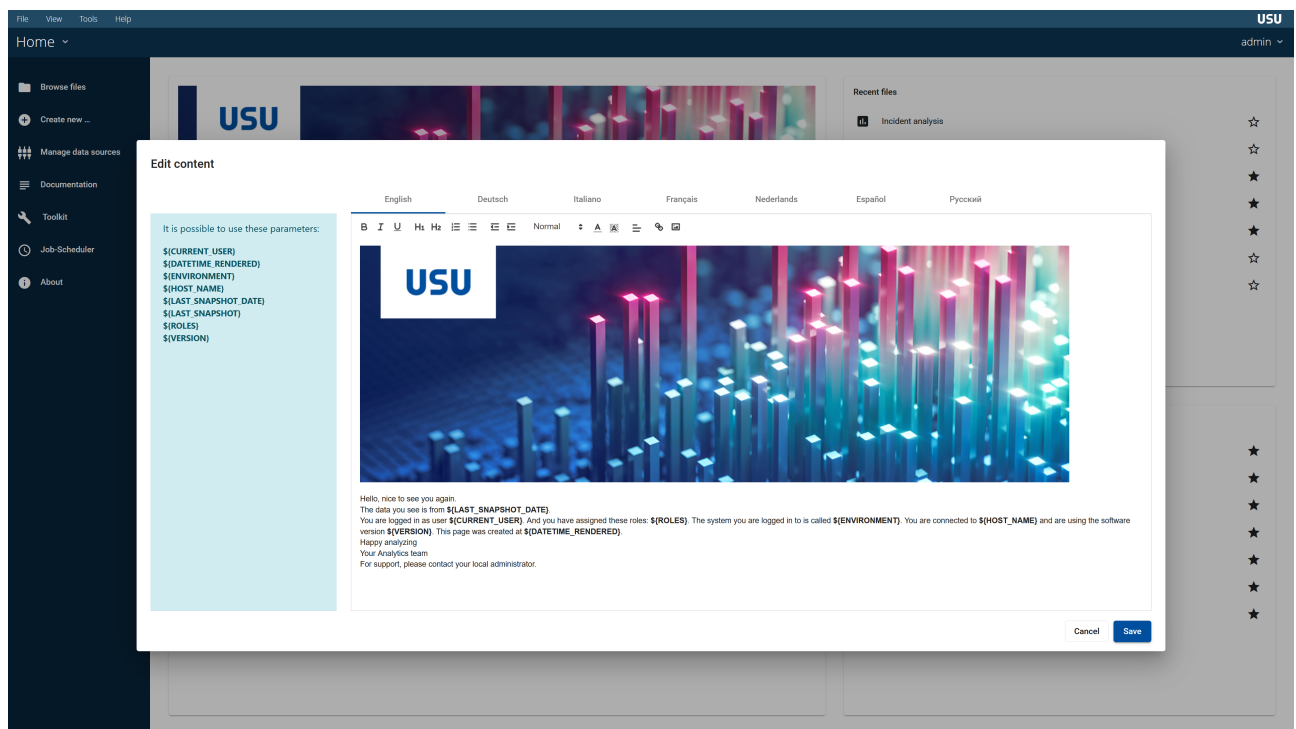 File View Tools Help
USU
Home
admin
Browse files
Create new ...
Manage data sources
Documentation
Toolkit
Job-Scheduler
About
USU
Recent files
Incident analysis
Edit content
English Deutsch Italiano Français Nederlands Español Русский
It is possible to use these parameters:
${CURRENT_USER}
${DATETIME_RENDERED}
${ENVIRONMENT}
${HOST_NAME}
${LAST_SNAPSHOT_DATE}
${LAST_SNAPSHOT}
${ROLES}
${VERSION}
B I U H1 H2 Normal A A
USU
Hello, nice to see you again.
The data you see is from ${LAST_SNAPSHOT_DATE}.
You are logged in as user ${CURRENT_USER}. And you have assigned these roles: ${ROLES}. The system you are logged in to is called ${ENVIRONMENT}. You are connected to ${HOST_NAME} and are using the software
version ${VERSION}. This page was created at ${DATETIME_RENDERED}.
Happy analyzing
Your Analytics team
For support, please contact your local administrator.
Cancel Save